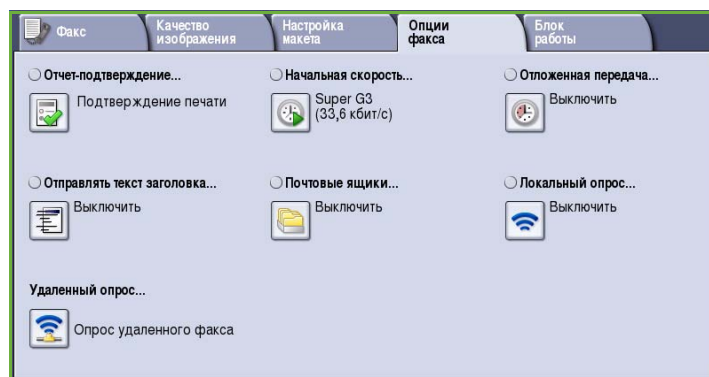 Факс
Качество
изображения
Настройка
макета
Опции
факса
Блок
работы
Отчет-подтверждение...
Подтверждение печати
Начальная скорость...
Super G3
(33,6 кбит/с)
Отложенная передача...
Выключить
Отправлять текст заголовка...
Выключить
Почтовые ящики...
Выключить
Локальный опрос...
Выключить
Удаленный опрос...
Опрос удаленного факса